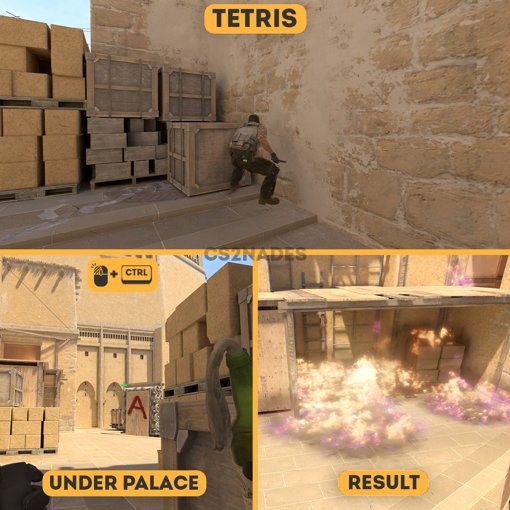 TETRIS
CS2NADES
+ CTRL
A
UNDER PALACE
RESULT